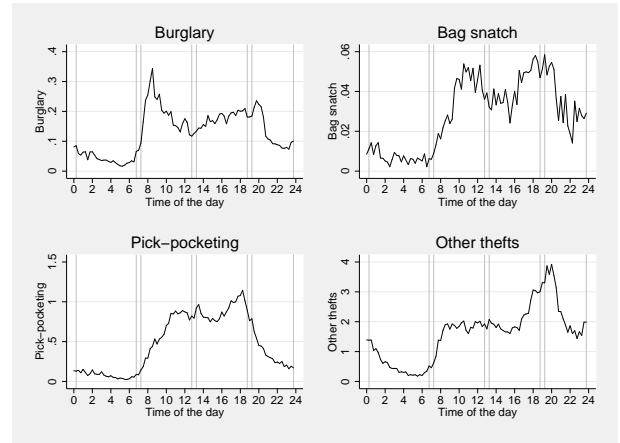 Burglary
Burglary
0 .1 .2 .3 .4
0 2 4 6 8 10 12 14 16 18 20 22 24
Time of the day
Bag snatch
Bag snatch
0 .02 .04 .06
0 2 4 6 8 10 12 14 16 18 20 22 24
Time of the day
Pick−pocketing
Pick−pocketing
0 .5 1 1.5
0 2 4 6 8 10 12 14 16 18 20 22 24
Time of the day
Other thefts
Other thefts
0 1 2 3 4
0 2 4 6 8 10 12 14 16 18 20 22 24
Time of the day